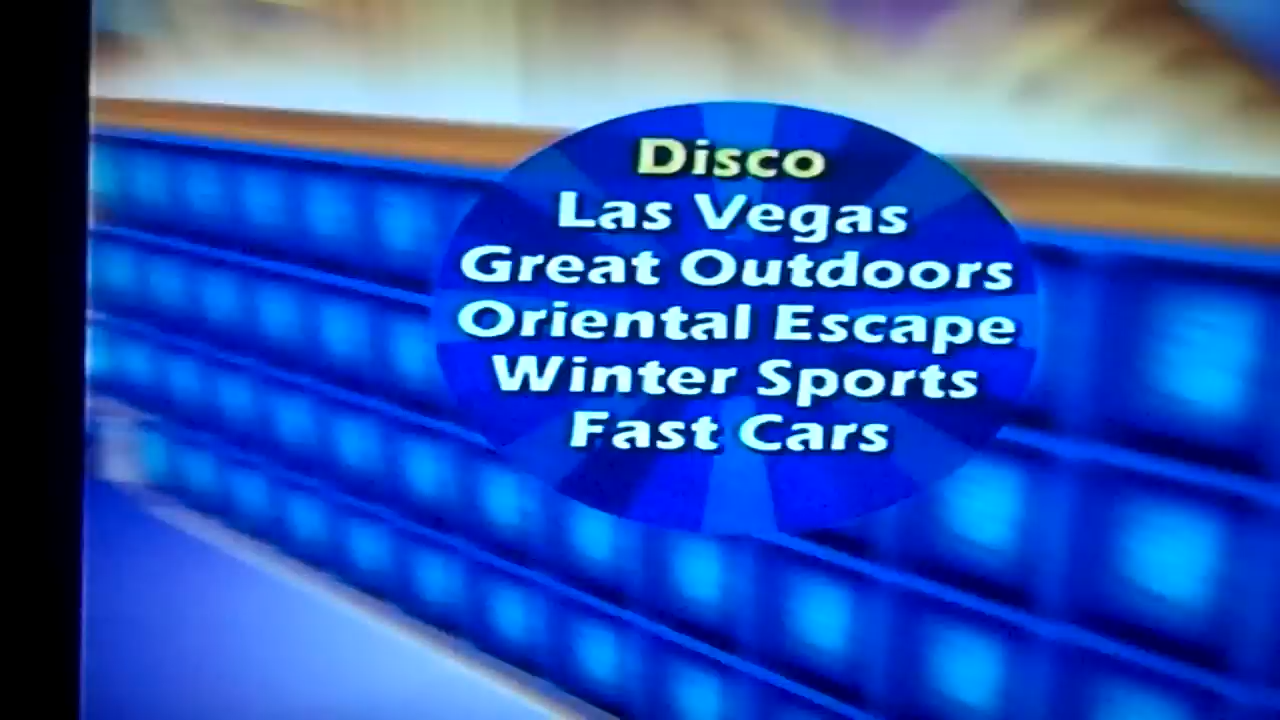 Disco
Las Vegas
Great Outdoors
Oriental Escape
Winter Sports
Fast Cars